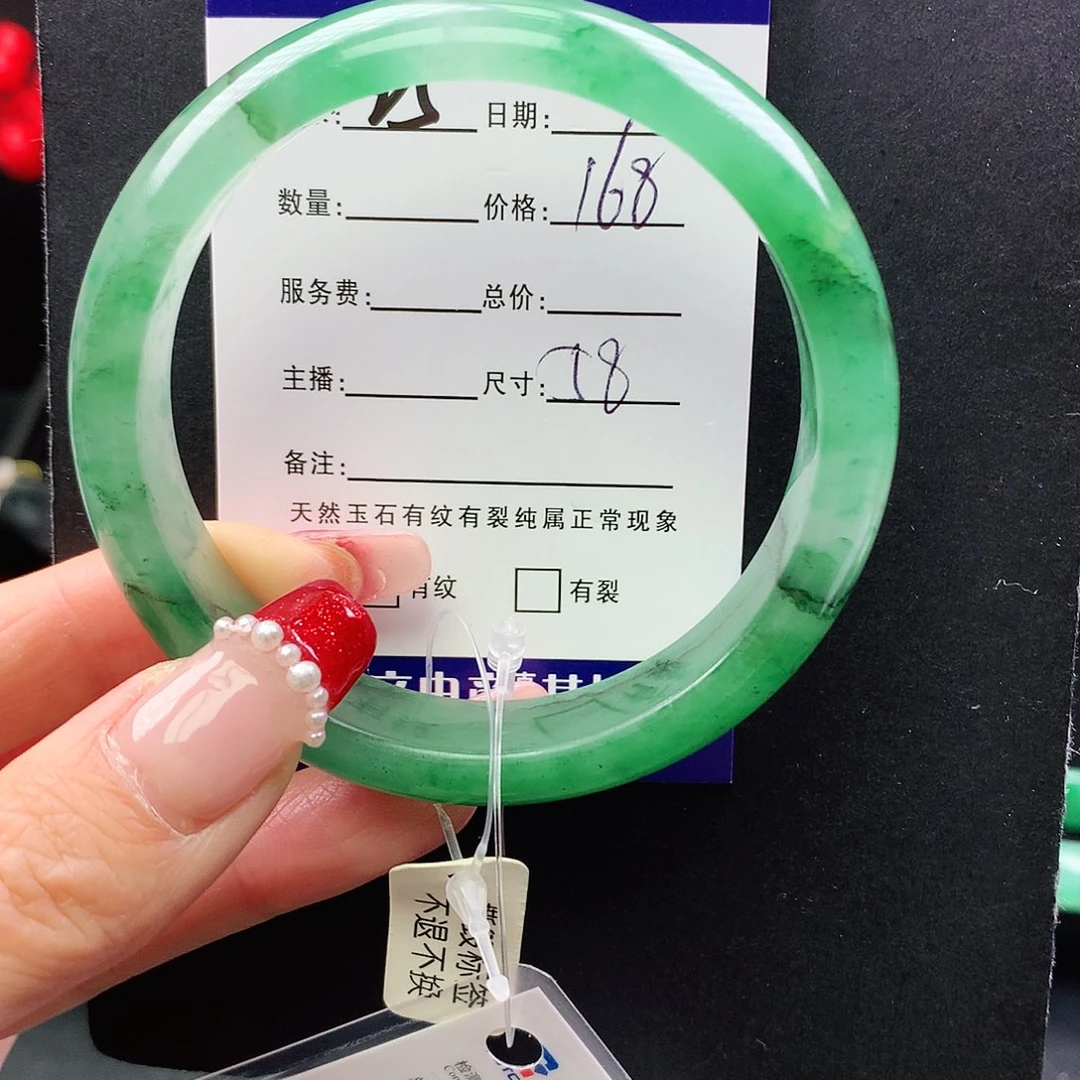 日期:
数量: 价格: 168
服务费: 总价:
主播: 尺寸: 58
备注:
天然玉石有纹有裂纯属正常现象
有纹 有裂
标签
不退不换